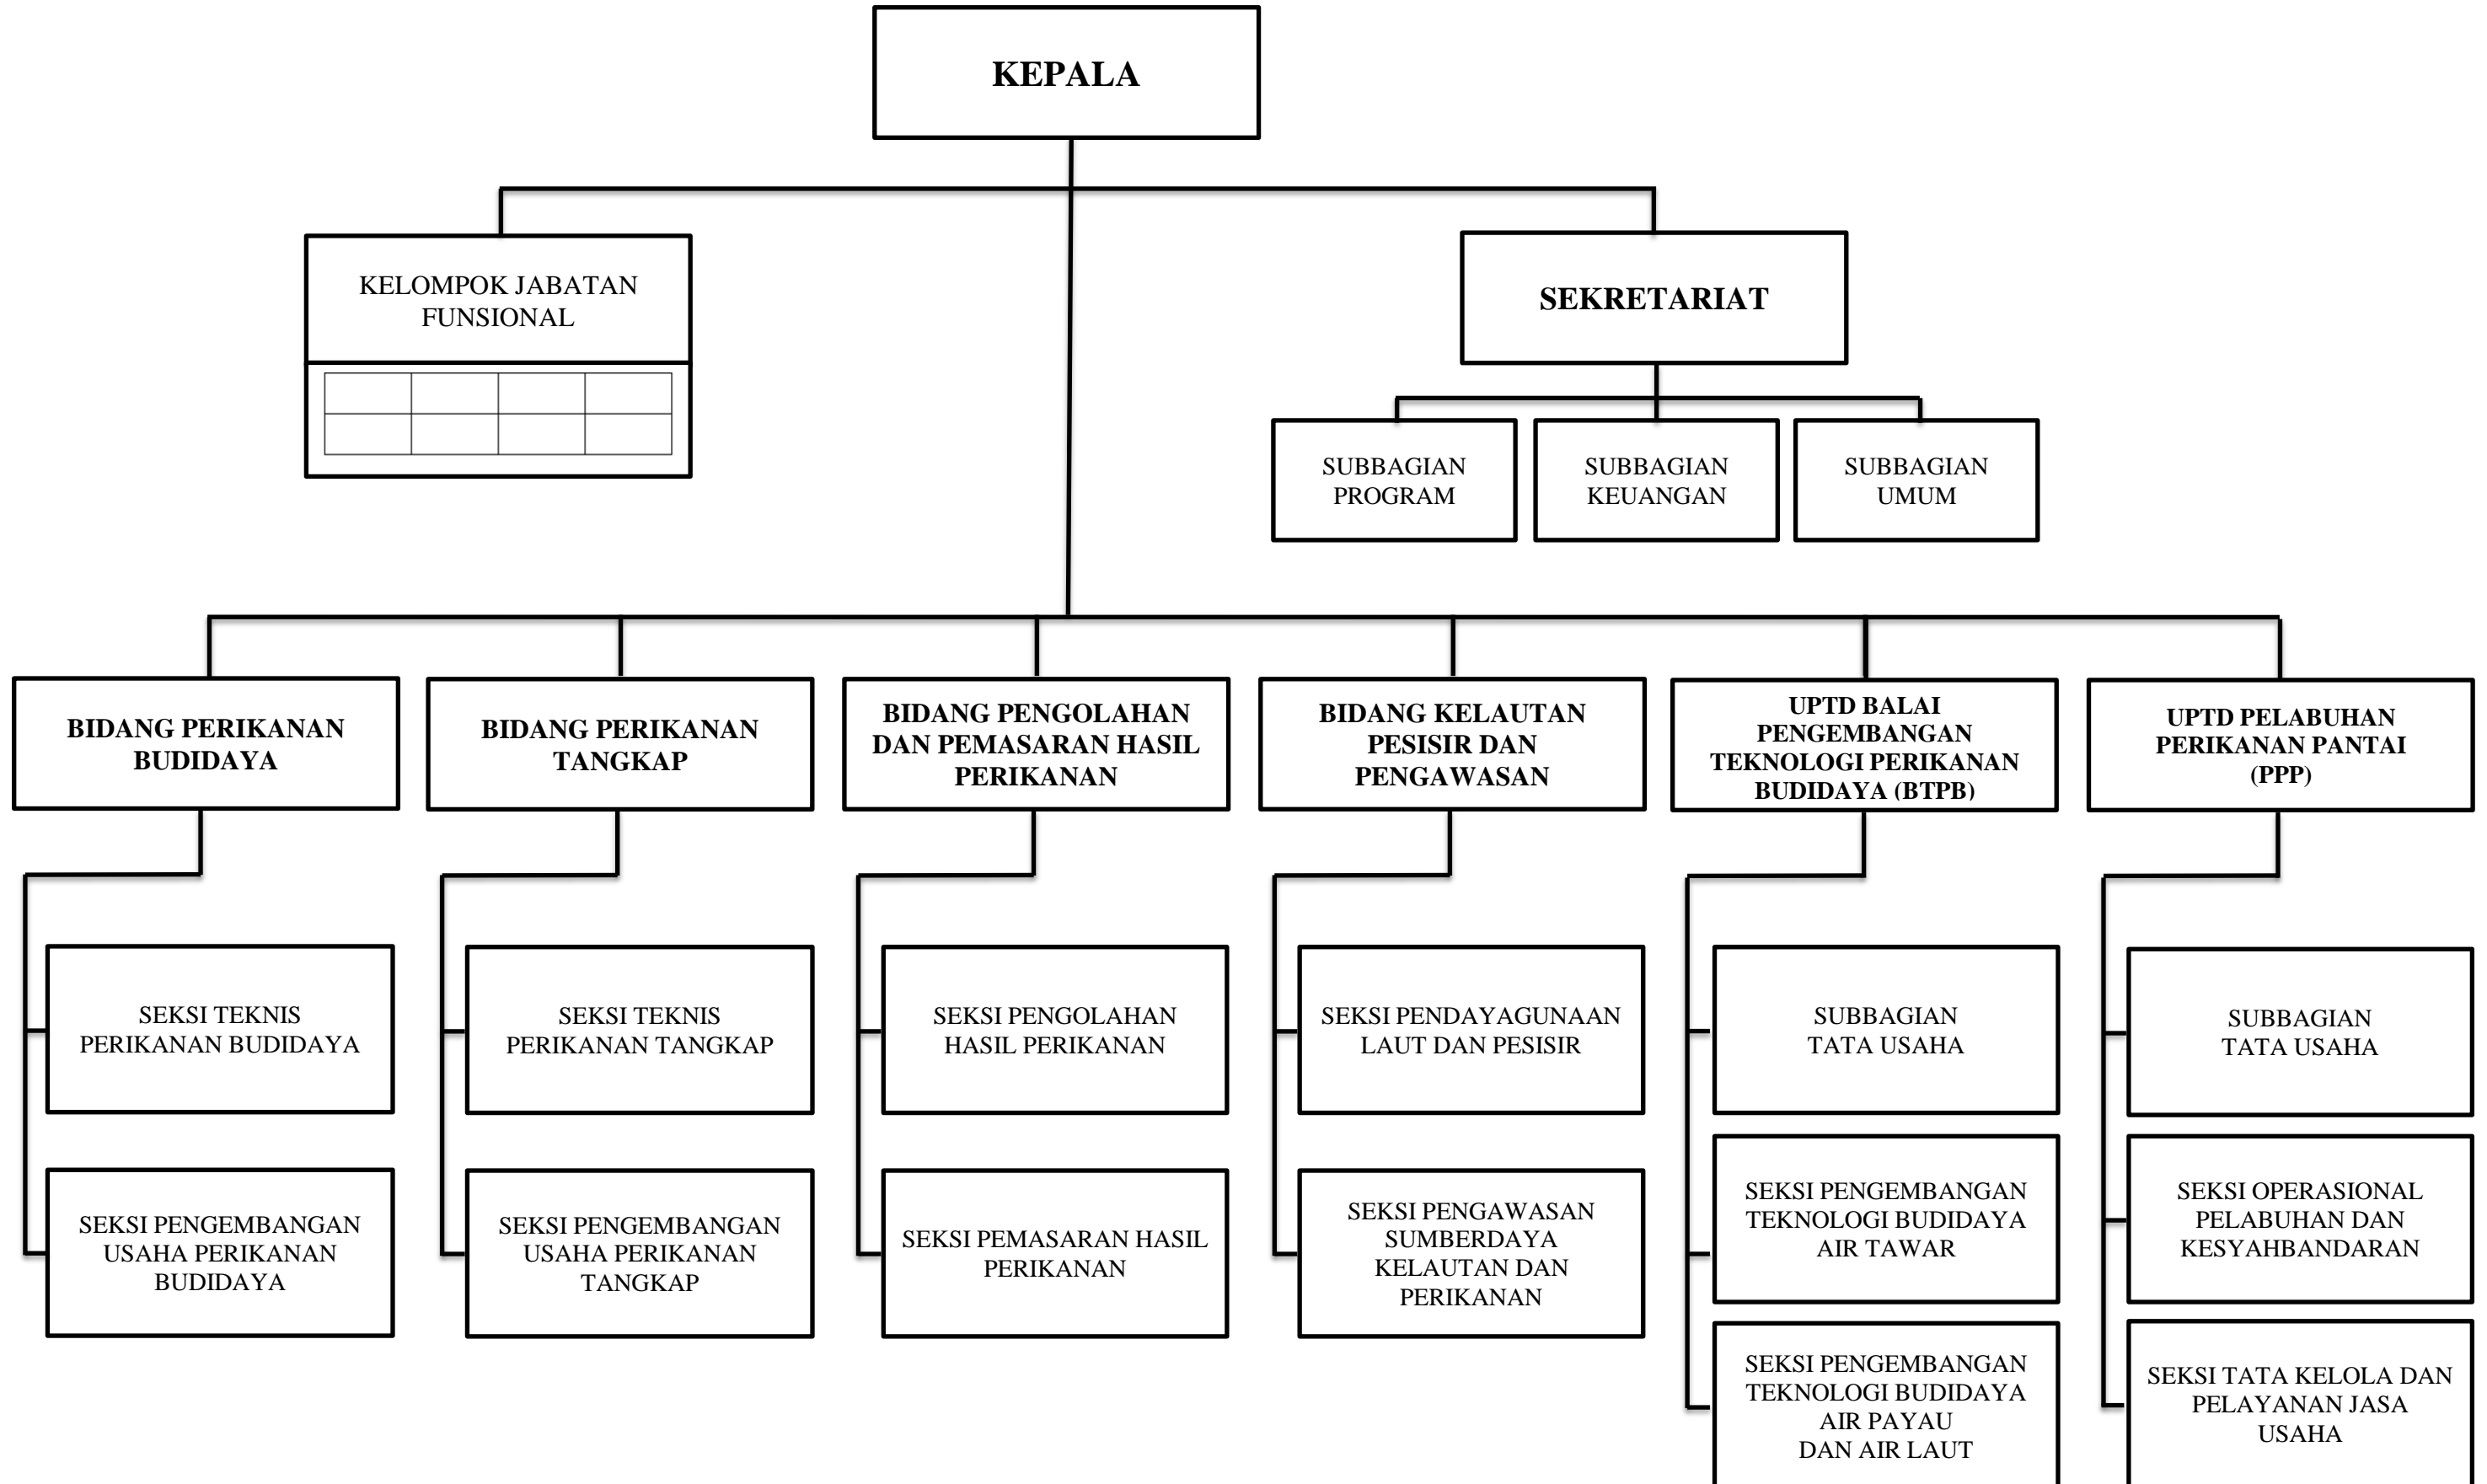 KEPALA
KELOMPOK JABATAN
FUNSIONAL
SEKRETARIAT
SUBBAGIAN
PROGRAM
SUBBAGIAN
KEUANGAN
SUBBAGIAN
UMUM
BIDANG PERIKANAN
BUDIDAYA
BIDANG PERIKANAN
TANGKAP
BIDANG PENGOLAHAN
DAN PEMASARAN HASIL
PERIKANAN
BIDANG KELAUTAN
PESISIR DAN
PENGAWASAN
UPTD BALAI
PENGEMBANGAN
TEKNOLOGI PERIKANAN
BUDIDAYA (BTPB)
UPTD PELABUHAN
PERIKANAN PANTAI
(PPP)
SEKSI TEKNIS
PERIKANAN BUDIDAYA
SEKSI TEKNIS
PERIKANAN TANGKAP
SEKSI PENGOLAHAN
HASIL PERIKANAN
SEKSI PENDAYAGUNAAN
LAUT DAN PESISIR
SUBBAGIAN
TATA USAHA
SUBBAGIAN
TATA USAHA
SEKSI PENGEMBANGAN
USAHA PERIKANAN
BUDIDAYA
SEKSI PENGEMBANGAN
USAHA PERIKANAN
TANGKAP
SEKSI PEMASARAN HASIL
PERIKANAN
SEKSI PENGAWASAN
SUMBERDAYA
KELAUTAN DAN
PERIKANAN
SEKSI PENGEMBANGAN
TEKNOLOGI BUDIDAYA
AIR TAWAR
SEKSI OPERASIONAL
PELABUHAN DAN
KESYAHBANDARAN
SEKSI PENGEMBANGAN
TEKNOLOGI BUDIDAYA
AIR PAYAU
DAN AIR LAUT
SEKSI TATA KELOLA DAN
PELAYANAN JASA
USAHA